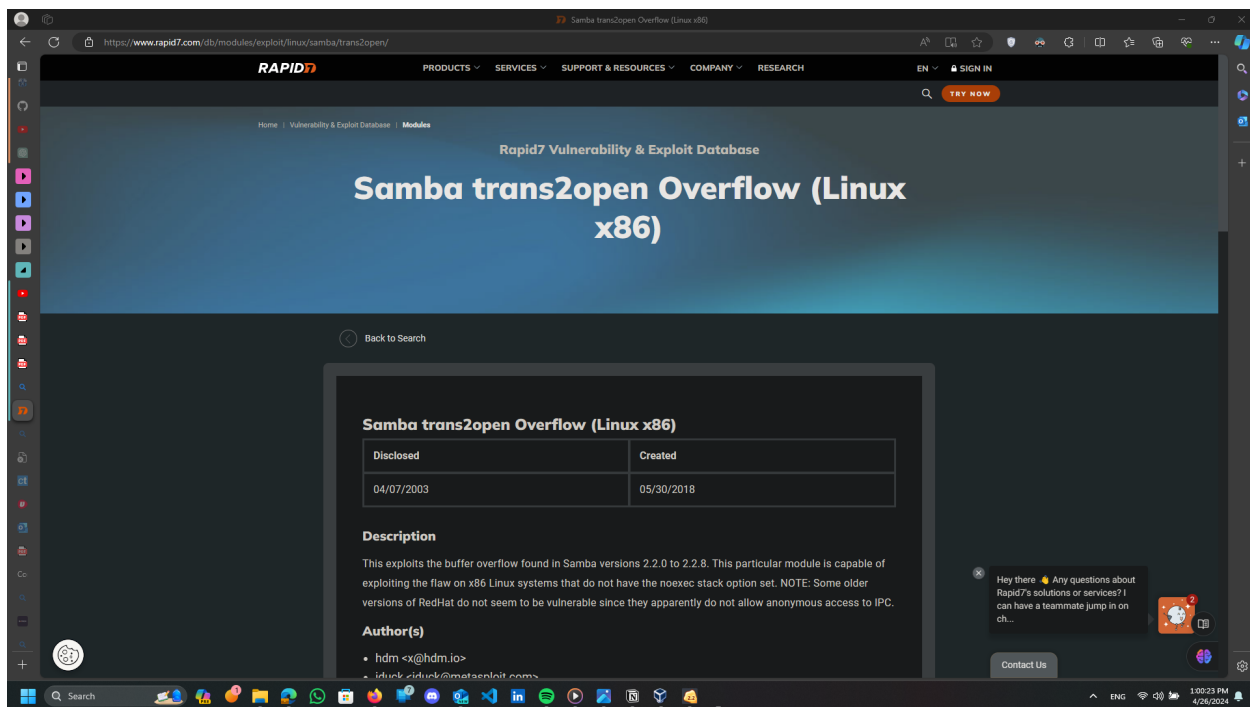 Samba trans2open Overflow (Linux x86)
https://www.rapid7.com/db/modules/exploit/linux/samba/trans2open/
RAPID7
PRODUCTS
SERVICES
SUPPORT & RESOURCES
COMPANY
RESEARCH
EN
SIGN IN
TRY NOW
Home | Vulnerability & Exploit Database | Modules
Rapid7 Vulnerability & Exploit Database
Samba trans2open Overflow (Linux
x86)
Back to Search
Samba trans2open Overflow (Linux x86)
Disclosed
Created
04/07/2003
05/30/2018
Description
This exploits the buffer overflow found in Samba versions 2.2.0 to 2.2.8. This particular module is capable of
exploiting the flaw on x86 Linux systems that do not have the noexec stack option set. NOTE: Some older
versions of RedHat do not seem to be vulnerable since they apparently do not allow anonymous access to IPC.
Author(s)
• hdm <x@hdm.io>
• jduck <jduck@metasploit.com>
Hey there 👋 Any questions about
Rapid7's solutions or services? I
can have a teammate jump in on
ch...
2
Contact Us
Search
ENG
1:00:23 PM
4/26/2024